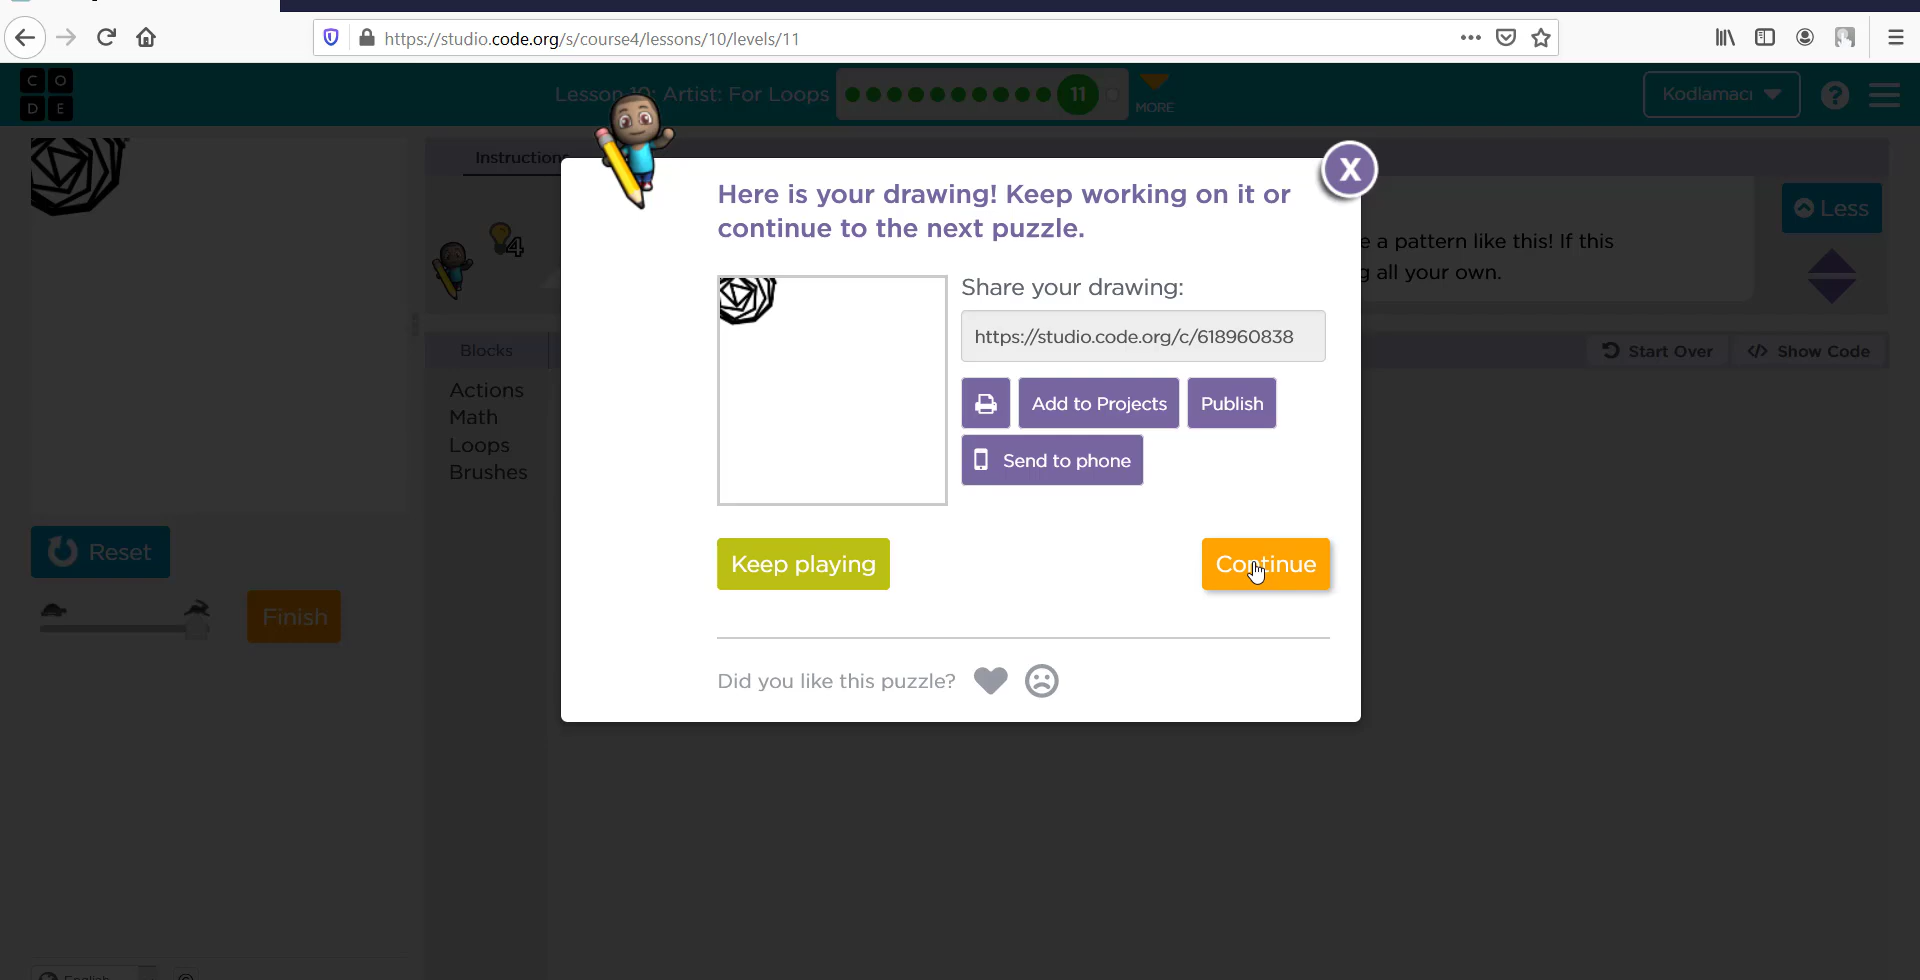 https://studio.code.org/s/course4/lessons/10/levels/11
C O
D E
Lesson 10: Artist: For Loops
11
MORE
Kodlamacı
?
Instructions
X
Here is your drawing! Keep working on it or
continue to the next puzzle.
4
Less
e a pattern like this! If this
g all your own.
Share your drawing:
https://studio.code.org/c/618960838
Blocks
Start Over
</> Show Code
Actions
Math
Loops
Brushes
Add to Projects
Publish
Send to phone
Reset
Keep playing
Continue
Finish
Did you like this puzzle?
English